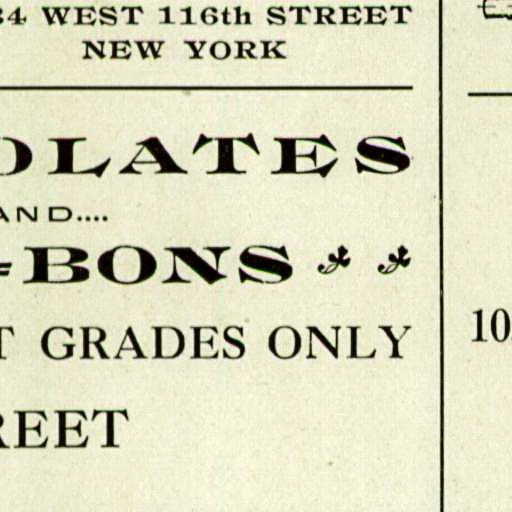 34 WEST 116th STREET
NEW YORK
OLATES
AND....
=BONS
T GRADES ONLY
REET
10